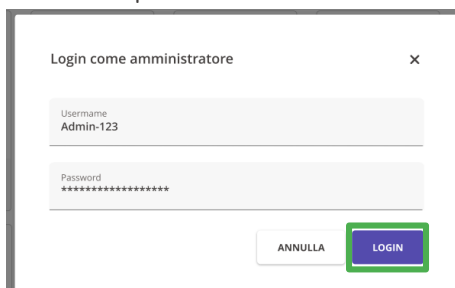 Login come amministratore
Username
Admin-123
Password
******************
ANNULLA
LOGIN